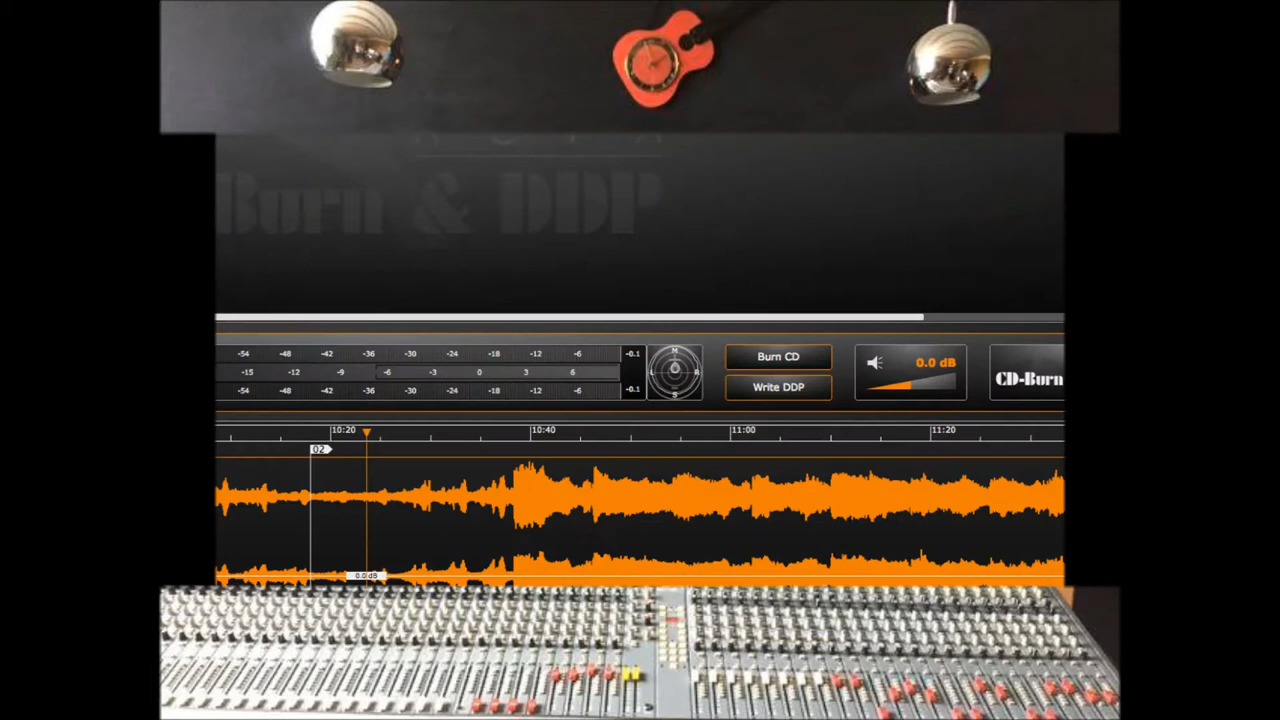 Burn & DDP
-54 -48 -42 -36 -30 -24 -18 -12 -6 -0.1
-15 -12 -9 -6 -3 0 3 6
-54 -48 -42 -36 -30 -24 -18 -12 -6 -0.1
M
L R
S
Burn CD
Write DDP
0.0 dB
CD-Burn
10:20 10:40 11:00 11:20
02
0.0 dB